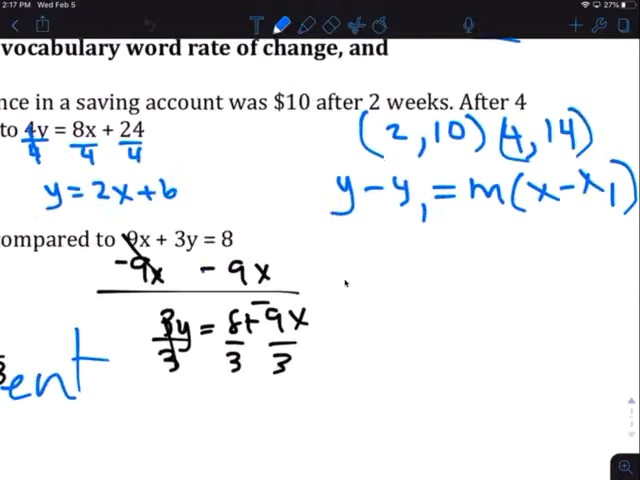 2:17 PM Wed Feb 5
27%
vocabulary word rate of change, and
nce in a saving account was $10 after 2 weeks. After 4
(2, 10) (4, 14)
to 4y = 8x + 24
4 4 4
y - y1 = m(x - x1)
y = 2x + 6
compared to 9x + 3y = 8
-9x - 9x
3y = 8 + -9x
3 3 3
ent